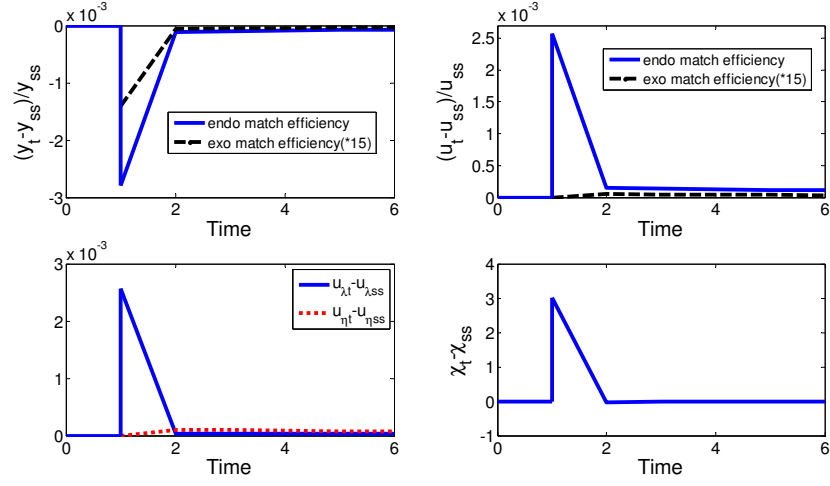 x 10⁻³
0
-1
-2
-3
0 2 4 6
Time
(y_t-y_ss)/y_ss
endo match efficiency
exo match efficiency(*15)
x 10⁻³
2.5
2
1.5
1
0.5
0
0 2 4 6
Time
(u_t-u_ss)/u_ss
endo match efficiency
exo match efficiency(*15)
x 10⁻³
3
2
1
0
0 2 4 6
Time
u_λt-u_λss
u_ηt-u_ηss
4
3
2
1
0
-1
0 2 4 6
Time
χ_t-χ_ss